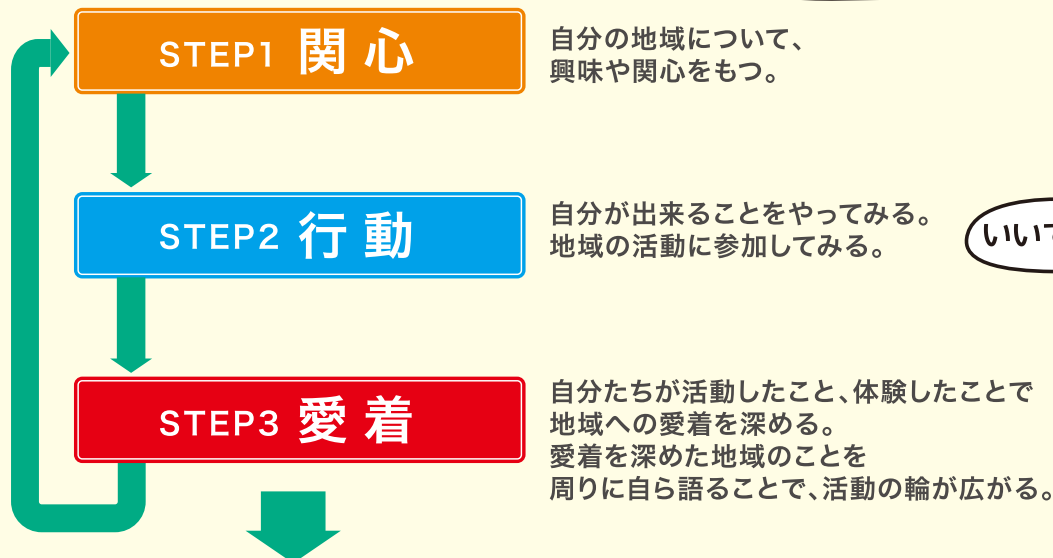 STEP1 関心
自分の地域について、
興味や関心をもつ。
STEP2 行動
自分が出来ることをやってみる。
地域の活動に参加してみる。
STEP3 愛着
自分たちが活動したこと、体験したことで
地域への愛着を深める。
愛着を深めた地域のことを
周りに自ら語ることで、活動の輪が広がる。